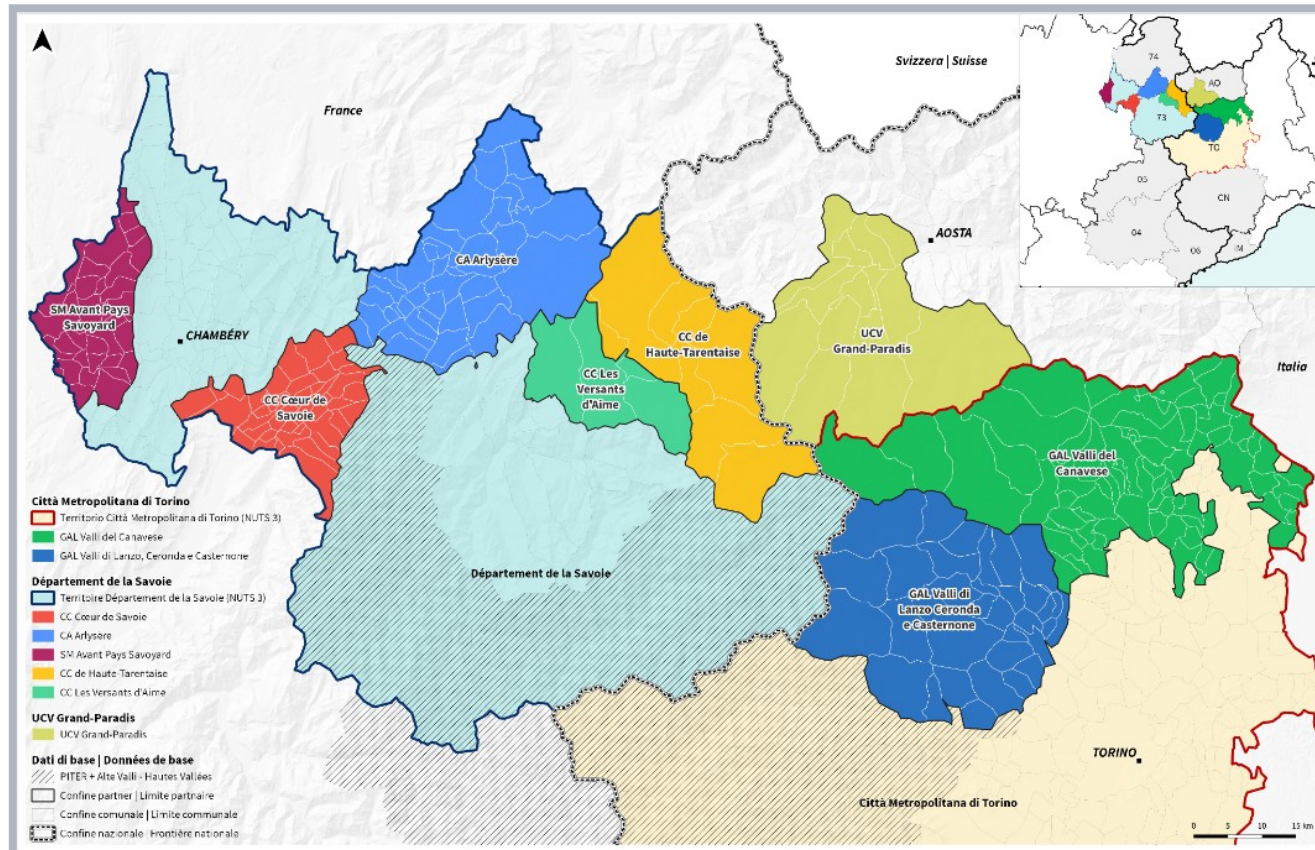 France
Svizzera | Suisse
Italia
AOSTA
CHAMBÉRY
TORINO
SM Avant Pays
Savoyard
CA Arlysère
CC Cœur de
Savoie
CC Les
Versants
d'Aime
CC de
Haute-Tarentaise
UCV
Grand-Paradis
GAL Valli del
Canavese
GAL Valli di
Lanzo Ceronda
e Casternone
Département de la Savoie
Città Metropolitana di Torino
74
AO
73
TO
05
CN
04
06
IM
Città Metropolitana di Torino
Territorio Città Metropolitana di Torino (NUTS 3)
GAL Valli del Canavese
GAL Valli di Lanzo, Ceronda e Casternone
Département de la Savoie
Territoire Département de la Savoie (NUTS 3)
CC Cœur de Savoie
CA Arlysère
SM Avant Pays Savoyard
CC de Haute-Tarentaise
CC Les Versants d'Aime
UCV Grand-Paradis
UCV Grand-Paradis
Dati di base | Données de base
PITER + Alte Valli - Hautes Vallées
Confine partner | Limite partnaire
Confine comunale | Limite communale
Confine nazionale | Frontière nationale
0 5 10 15 km